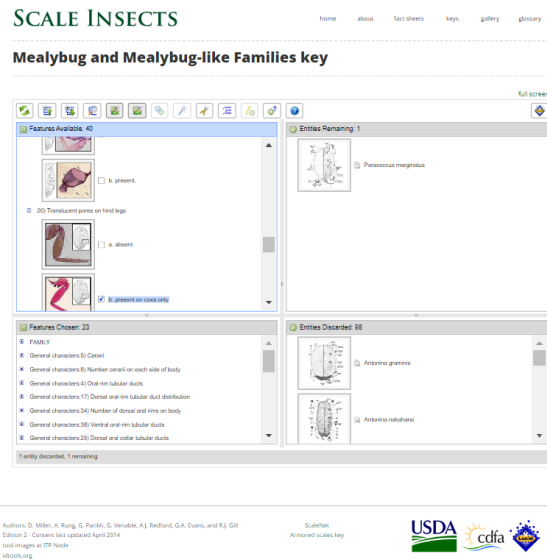 SCALE INSECTS
home about fact sheets keys gallery glossary
Mealybug and Mealybug-like Families key
full screen
Features Available: 40
Entities Remaining: 1
b. present.
Paracoccus marginatus
20) Translucent pores on hind legs
a. absent
b. present on coxa only
Features Chosen: 23
Entities Discarded: 98
FAMILY
General characters:5) Cerarii
General characters:8) Number cerarii on each side of body
General characters:4) Oral-rim tubular ducts
General characters:17) Dorsal oral-rim tubular duct distribution
General characters:34) Number of dorsal oral rims on body
General characters:38) Ventral oral-rim tubular ducts
General characters:25) Dorsal oral collar tubular ducts
Antonina graminis
Antonina nakaharai
1 entity discarded, 1 remaining
Authors: D. Miller, A. Rung, G. Parikh, G. Venable, A.J. Redford, G.A. Evans, and R.J. Gill
Edition 2 - Content last updated April 2014
tool images at ITP Node
idtools.org
ScaleNet
Armored scales key
USDA
cdfa
Lucid